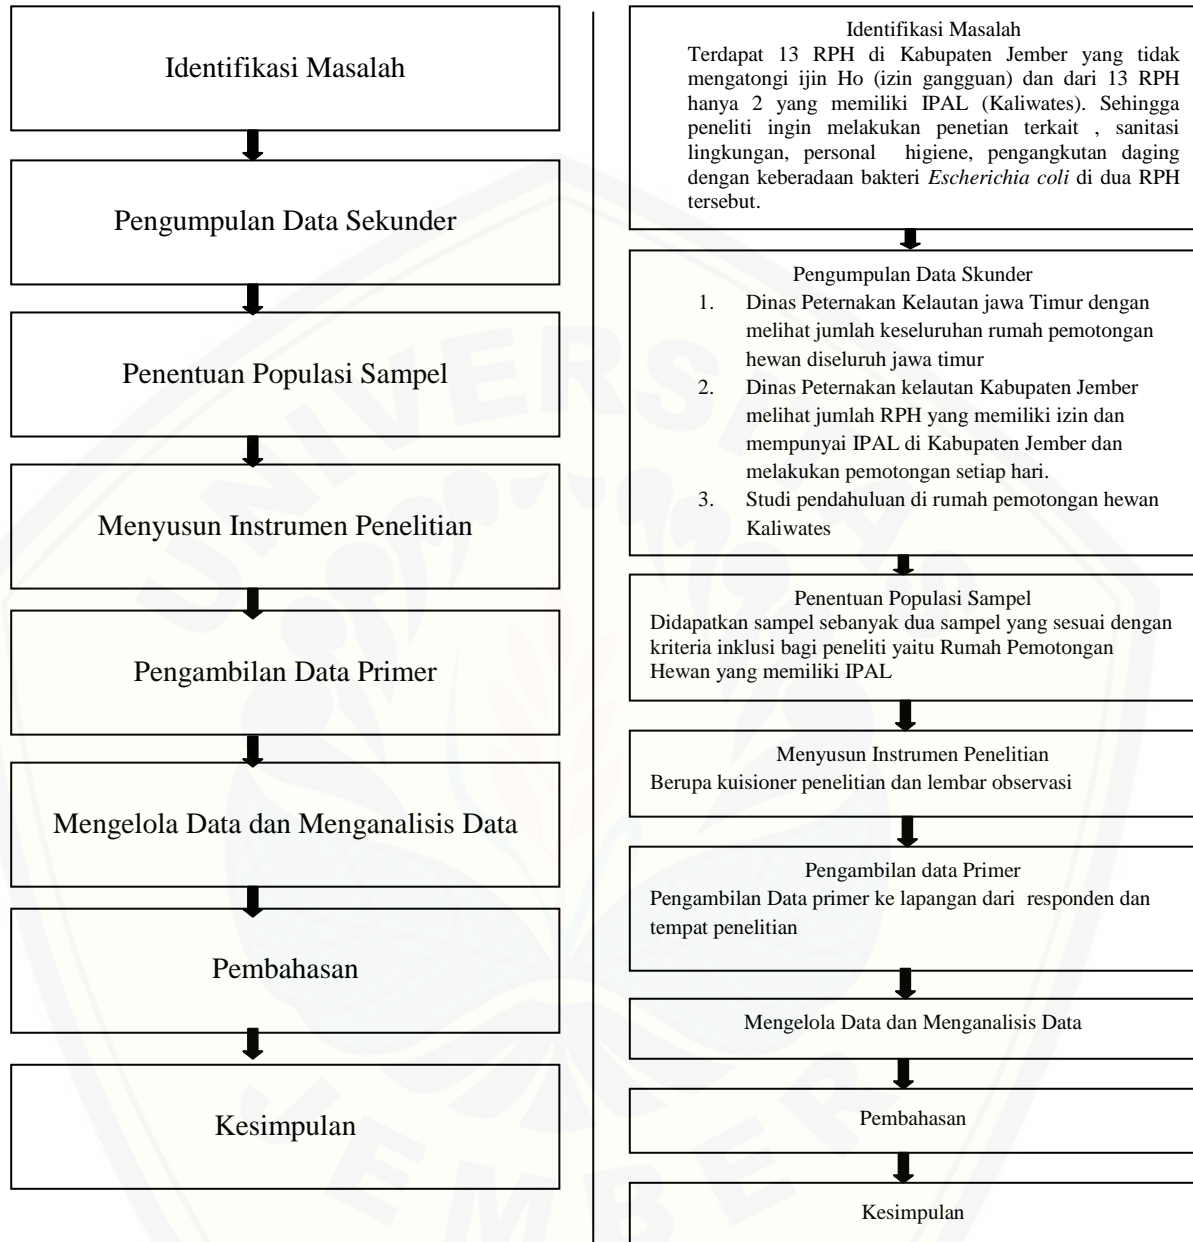 Identifikasi Masalah
Pengumpulan Data Sekunder
Penentuan Populasi Sampel
Menyusun Instrumen Penelitian
Pengambilan Data Primer
Mengelola Data dan Menganalisis Data
Pembahasan
Kesimpulan
Identifikasi Masalah
Terdapat 13 RPH di Kabupaten Jember yang tidak
mengatongi ijin Ho (izin gangguan) dan dari 13 RPH
hanya 2 yang memiliki IPAL (Kaliwates). Sehingga
peneliti ingin melakukan penetian terkait , sanitasi
lingkungan, personal higiene, pengangkutan daging
dengan keberadaan bakteri Escherichia coli di dua RPH
tersebut.
Pengumpulan Data Skunder
1. Dinas Peternakan Kelautan jawa Timur dengan
melihat jumlah keseluruhan rumah pemotongan
hewan diseluruh jawa timur
2. Dinas Peternakan kelautan Kabupaten Jember
melihat jumlah RPH yang memiliki izin dan
mempunyai IPAL di Kabupaten Jember dan
melakukan pemotongan setiap hari.
3. Studi pendahuluan di rumah pemotongan hewan
Kaliwates
Penentuan Populasi Sampel
Didapatkan sampel sebanyak dua sampel yang sesuai dengan
kriteria inklusi bagi peneliti yaitu Rumah Pemotongan
Hewan yang memiliki IPAL
Menyusun Instrumen Penelitian
Berupa kuisioner penelitian dan lembar observasi
Pengambilan data Primer
Pengambilan Data primer ke lapangan dari responden dan
tempat penelitian
Mengelola Data dan Menganalisis Data
Pembahasan
Kesimpulan
UNIVERSITAS
JEMBER